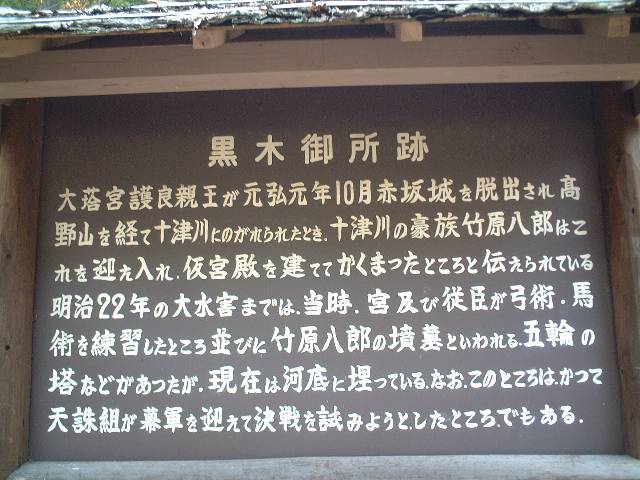 黒木御所跡
大塔宮護良親王が元弘元年10月赤坂城を脱出され髙
野山を経て十津川にのがれられたとき、十津川の豪族竹原八郎はこ
れを迎え入れ、仮宮殿を建ててかくまったところと伝えられている
明治22年の大水害までは、当時、宮及び従臣が弓術、馬
術を練習したところ並びに竹原八郎の墳墓といわれる、五輪の
塔などがあったが、現在は河底に埋っている、なお、このところは、かつて
天誅組が幕軍を迎えて決戦を試みようと、したところ、でもある、